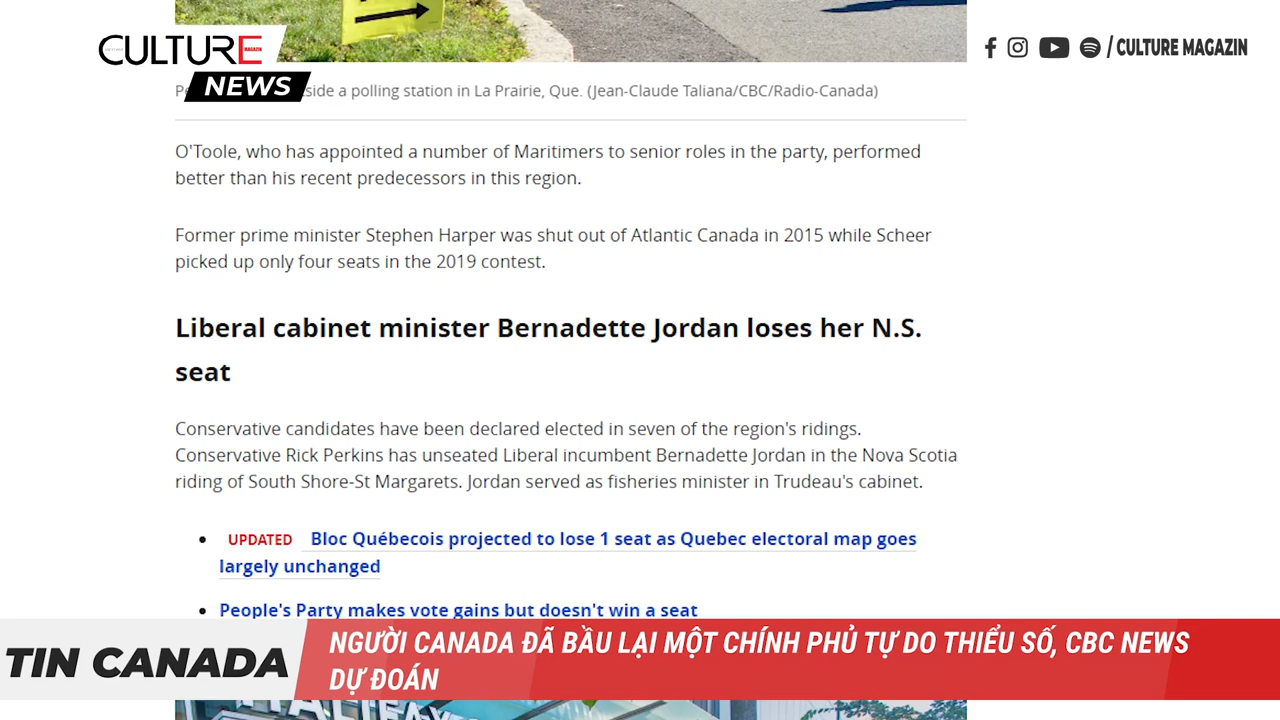 CULTURE MAGAZIN
NEWS
/ CULTURE MAGAZIN
side a polling station in La Prairie, Que. (Jean-Claude Taliana/CBC/Radio-Canada)
O'Toole, who has appointed a number of Maritimers to senior roles in the party, performed
better than his recent predecessors in this region.
Former prime minister Stephen Harper was shut out of Atlantic Canada in 2015 while Scheer
picked up only four seats in the 2019 contest.
Liberal cabinet minister Bernadette Jordan loses her N.S.
seat
Conservative candidates have been declared elected in seven of the region's ridings.
Conservative Rick Perkins has unseated Liberal incumbent Bernadette Jordan in the Nova Scotia
riding of South Shore-St Margarets. Jordan served as fisheries minister in Trudeau's cabinet.
• UPDATED Bloc Québecois projected to lose 1 seat as Quebec electoral map goes
largely unchanged
• People's Party makes vote gains but doesn't win a seat
TIN CANADA
NGƯỜI CANADA ĐÃ BẦU LẠI MỘT CHÍNH PHỦ TỰ DO THIỂU SỐ, CBC NEWS
DỰ ĐOÁN